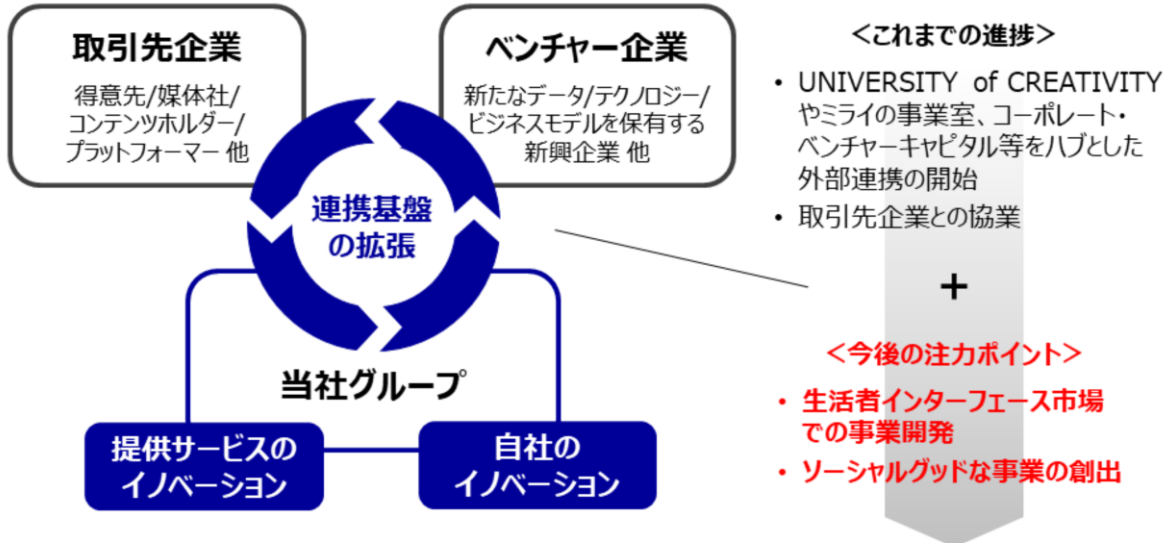 取引先企業
得意先/媒体社/
コンテンツホルダー/
プラットフォーマー 他
ベンチャー企業
新たなデータ/テクノロジー/
ビジネスモデルを保有する
新興企業 他
連携基盤
の拡張
当社グループ
提供サービスの
イノベーション
自社の
イノベーション
＜これまでの進捗＞
• UNIVERSITY of CREATIVITY
やミライの事業室、コーポレート・
ベンチャーキャピタル等をハブとした
外部連携の開始
• 取引先企業との協業
+
＜今後の注力ポイント＞
• 生活者インターフェース市場
での事業開発
• ソーシャルグッドな事業の創出